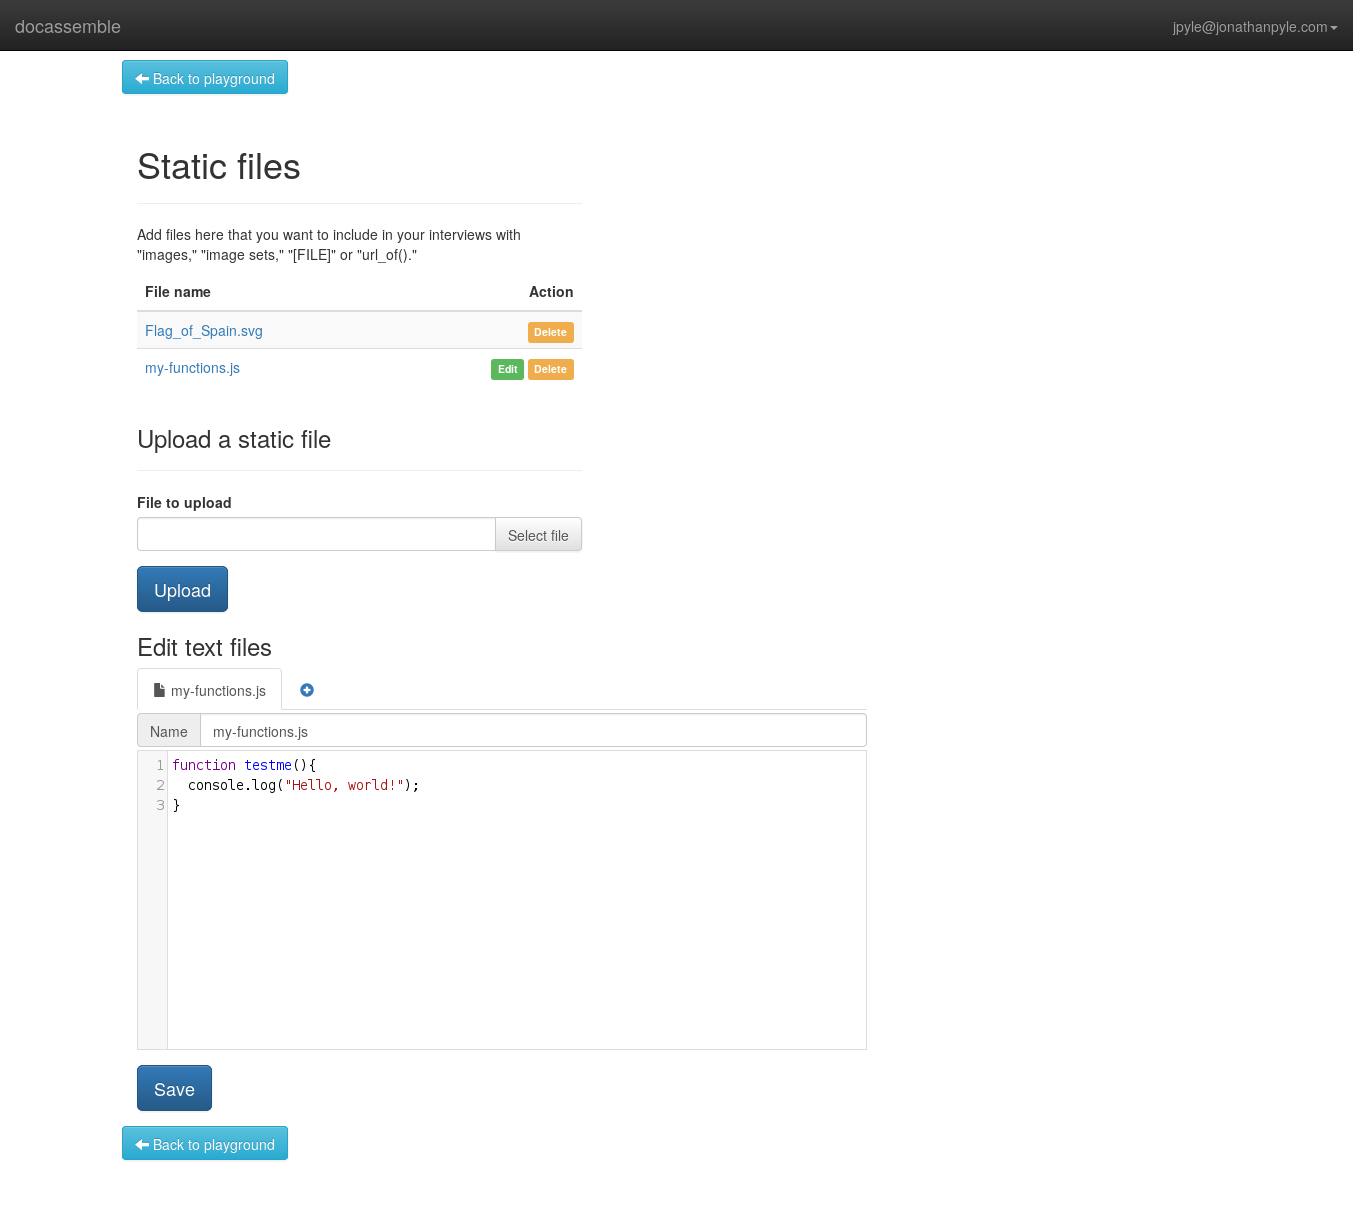 docassemble
jpyle@jonathanpyle.com
Back to playground
Static files
Add files here that you want to include in your interviews with
"images," "image sets," "[FILE]" or "url_of()."
File name Action
Flag_of_Spain.svg Delete
my-functions.js Edit Delete
Upload a static file
File to upload
Select file
Upload
Edit text files
my-functions.js
Name my-functions.js
1 function testme(){
2   console.log("Hello, world!");
3 }
Save
Back to playground